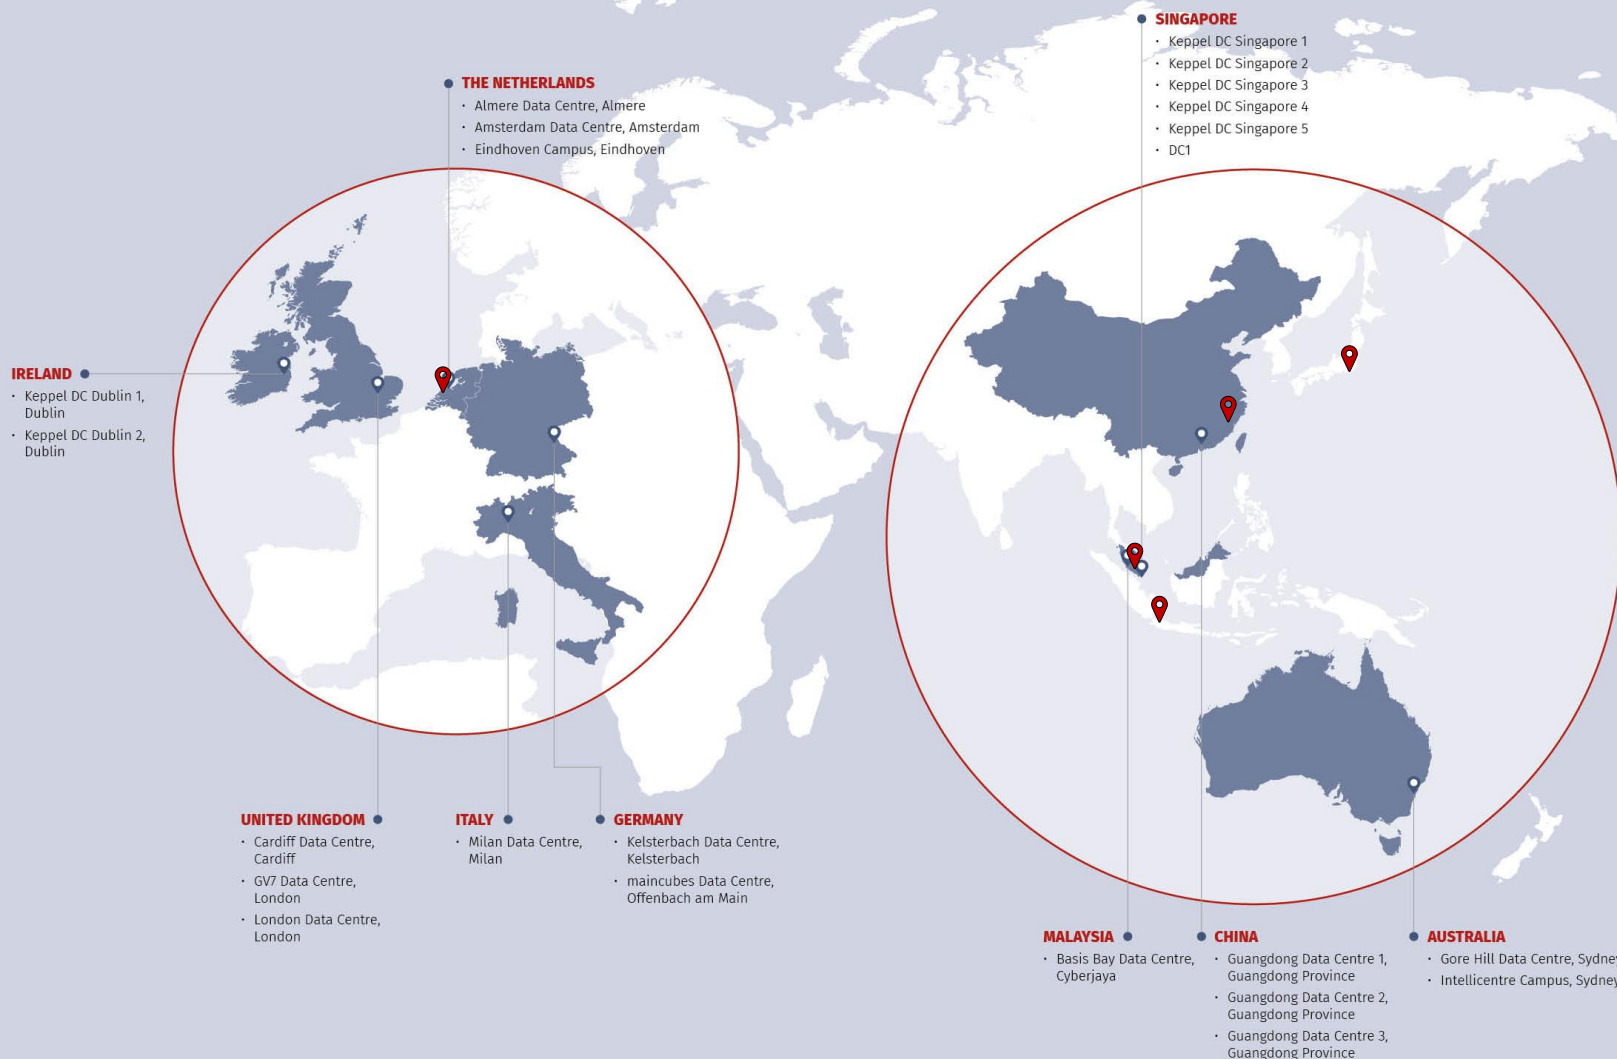 SINGAPORE
· Keppel DC Singapore 1
· Keppel DC Singapore 2
· Keppel DC Singapore 3
· Keppel DC Singapore 4
· Keppel DC Singapore 5
· DC1
THE NETHERLANDS
· Almere Data Centre, Almere
· Amsterdam Data Centre, Amsterdam
· Eindhoven Campus, Eindhoven
IRELAND
· Keppel DC Dublin 1,
Dublin
· Keppel DC Dublin 2,
Dublin
UNITED KINGDOM
· Cardiff Data Centre,
Cardiff
· GV7 Data Centre,
London
· London Data Centre,
London
ITALY
· Milan Data Centre,
Milan
GERMANY
· Kelsterbach Data Centre,
Kelsterbach
· maincubes Data Centre,
Offenbach am Main
MALAYSIA
· Basis Bay Data Centre,
Cyberjaya
CHINA
· Guangdong Data Centre 1,
Guangdong Province
· Guangdong Data Centre 2,
Guangdong Province
· Guangdong Data Centre 3,
Guangdong Province
AUSTRALIA
· Gore Hill Data Centre, Sydney
· Intellicentre Campus, Sydney